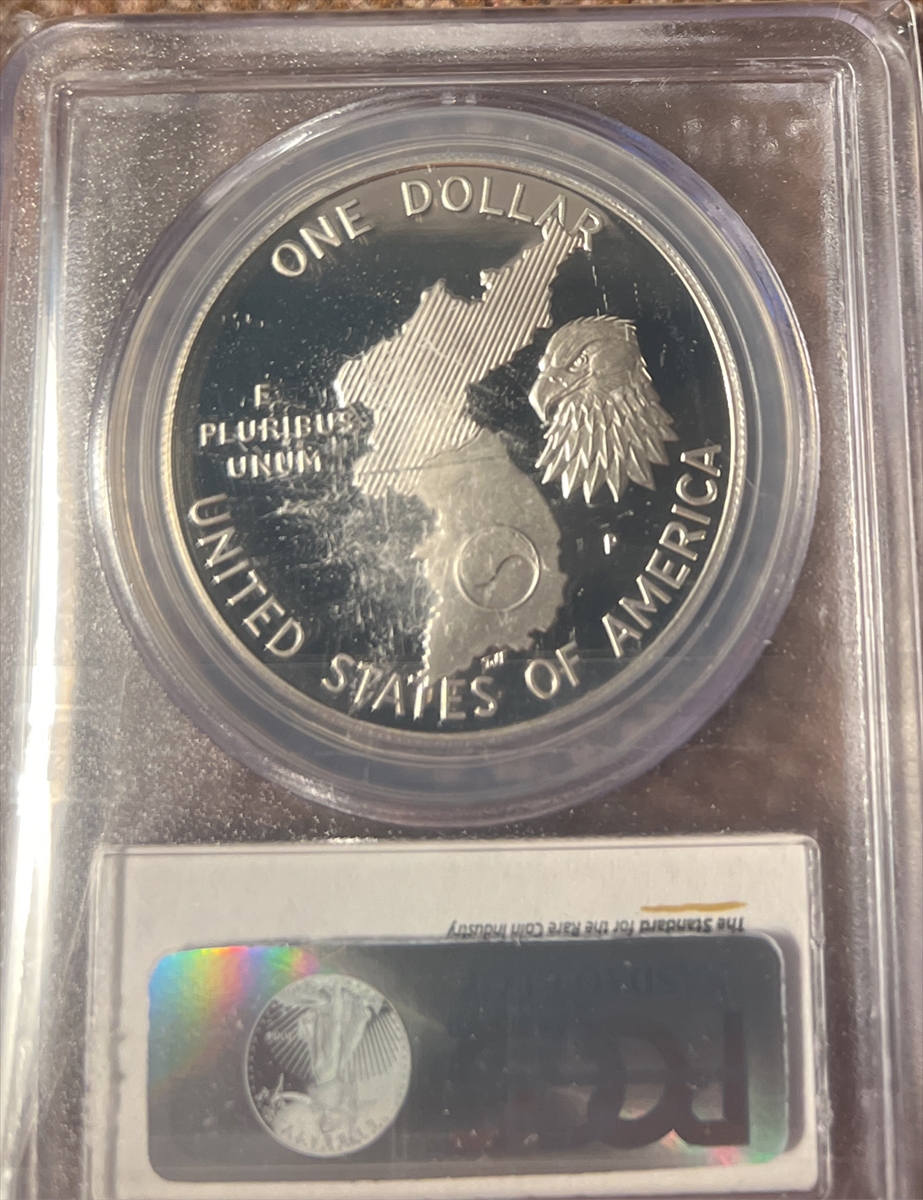 ONE DOLLAR
E
PLURIBUS
UNUM
P
UNITED STATES OF AMERICA
The Standard for the Rare Coin Industry
PCGS